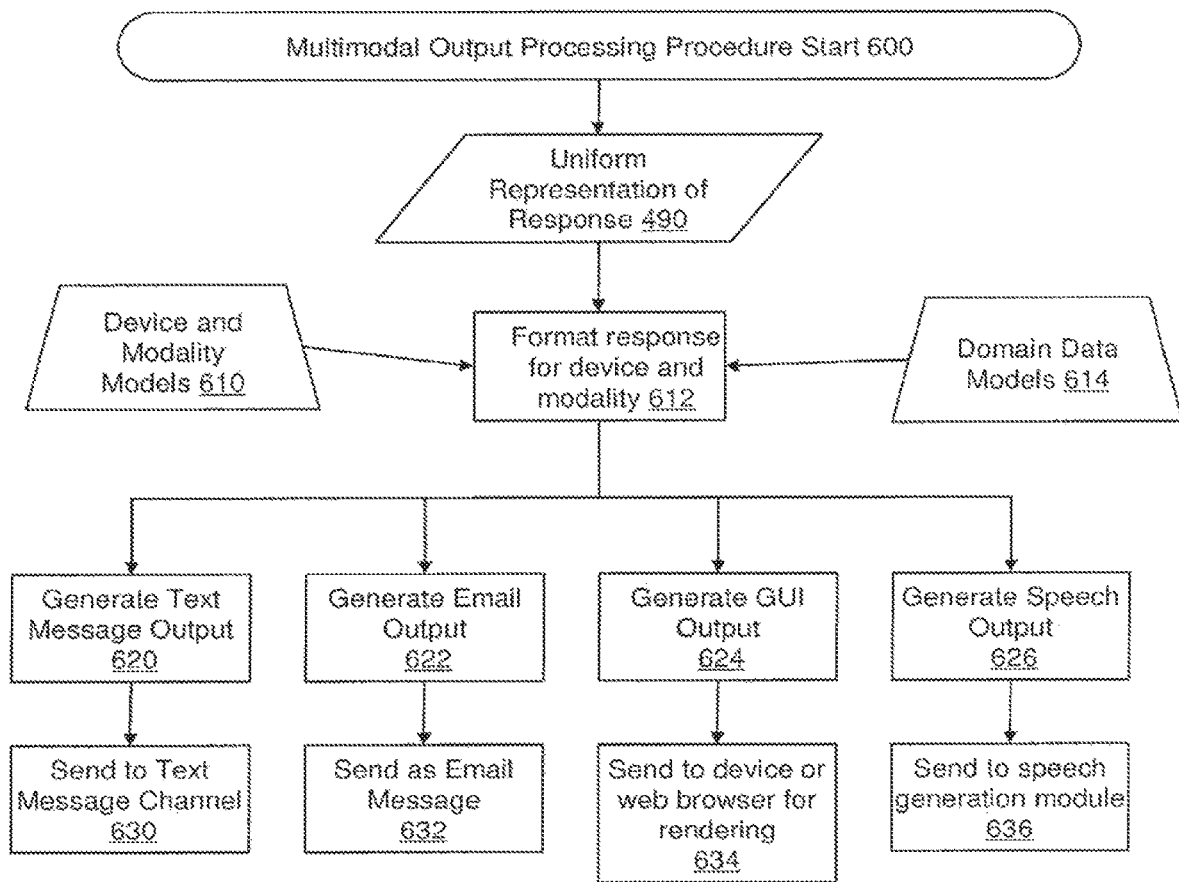 Multimodal Output Processing Procedure Start 600
Uniform
Representation of
Response 490
Device and
Modality
Models 610
Format response
for device and
modality 612
Domain Data
Models 614
Generate Text
Message Output
620
Generate Email
Output
622
Generate GUI
Output
624
Generate Speech
Output
626
Send to Text
Message Channel
630
Send as Email
Message
632
Send to device or
web browser for
rendering
634
Send to speech
generation module
636